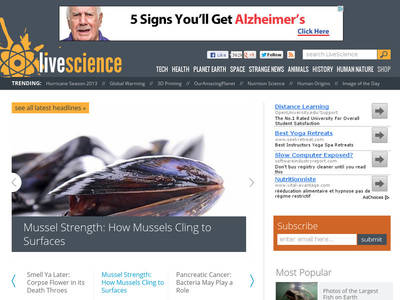 5 Signs You'll Get Alzheimer's
Click Here
livescience
search LiveScience
TECH HEALTH PLANET EARTH SPACE STRANGE NEWS ANIMALS HISTORY HUMAN NATURE SHOP
TRENDING: Hurricane Season 2013 // Global Warming // 3D Printing // OurAmazingPlanet // Nutrition Science // Human Origins // Image of the Day
see all latest headlines »
Distance Learning
OpenUniversity.edu/Support
The No.1 Rated University for Overall
Student Satisfaction
Best Yoga Retreats
www.seekretreat.com
Best Instructors Yoga Spa Retreats
Slow Computer Exposed?
softwareindustryreport.com
Don't buy registry cleaner until you read
this
Nutritionniste
www.vital-avantage.com
rééducation alimentaire et hypnose pas de
régime restrictif
AdChoices
Mussel Strength: How Mussels Cling to
Surfaces
Subscribe
enter email here...
submit
Smell Ya Later:
Corpse Flower in Its
Death Throes
Mussel Strength:
How Mussels Cling to
Surfaces
Pancreatic Cancer:
Bacteria May Play a
Role
Most Popular
Photos of the Largest
Fish on Earth